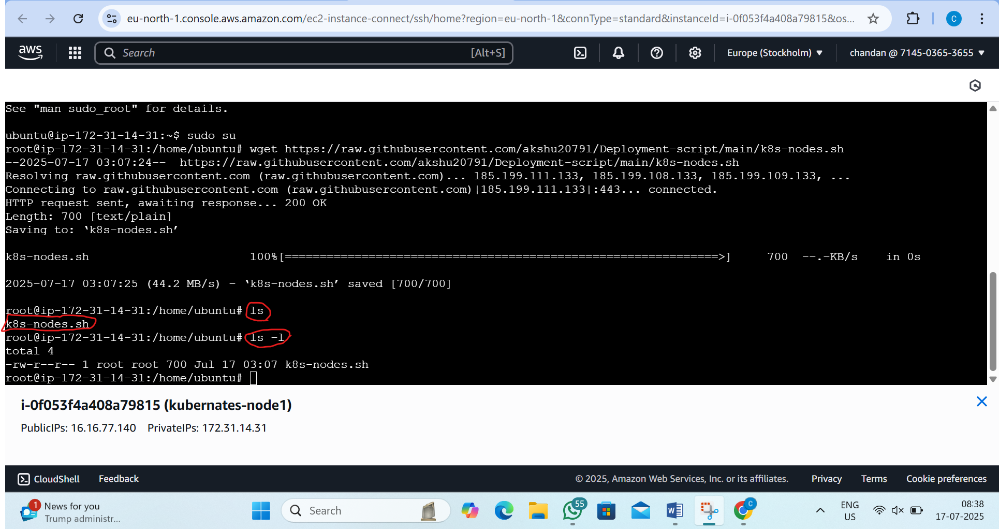 eu-north-1.console.aws.amazon.com/ec2-instance-connect/ssh/home?region=eu-north-1&connType=standard&instanceId=i-0f053f4a408a79815&os...
C
aws
Search
[Alt+S]
Europe (Stockholm) ▼
chandan @ 7145-0365-3655 ▼
See "man sudo_root" for details.
ubuntu@ip-172-31-14-31:~$ sudo su
root@ip-172-31-14-31:/home/ubuntu# wget https://raw.githubusercontent.com/akshu20791/Deployment-script/main/k8s-nodes.sh
--2025-07-17 03:07:24--  https://raw.githubusercontent.com/akshu20791/Deployment-script/main/k8s-nodes.sh
Resolving raw.githubusercontent.com (raw.githubusercontent.com)... 185.199.111.133, 185.199.108.133, 185.199.109.133, ...
Connecting to raw.githubusercontent.com (raw.githubusercontent.com)|185.199.111.133|:443... connected.
HTTP request sent, awaiting response... 200 OK
Length: 700 [text/plain]
Saving to: ‘k8s-nodes.sh’
k8s-nodes.sh 100%[==============================================================>] 700 --.-KB/s in 0s
2025-07-17 03:07:25 (44.2 MB/s) - ‘k8s-nodes.sh’ saved [700/700]
root@ip-172-31-14-31:/home/ubuntu# ls
k8s-nodes.sh
root@ip-172-31-14-31:/home/ubuntu# ls -l
total 4
-rw-r--r-- 1 root root 700 Jul 17 03:07 k8s-nodes.sh
root@ip-172-31-14-31:/home/ubuntu#
i-0f053f4a408a79815 (kubernates-node1)
PublicIPs: 16.16.77.140 PrivateIPs: 172.31.14.31
CloudShell
Feedback
© 2025, Amazon Web Services, Inc. or its affiliates.
Privacy
Terms
Cookie preferences
1
News for you
Trump administr...
Search
55
W
C
ENG
US
08:38
17-07-2025